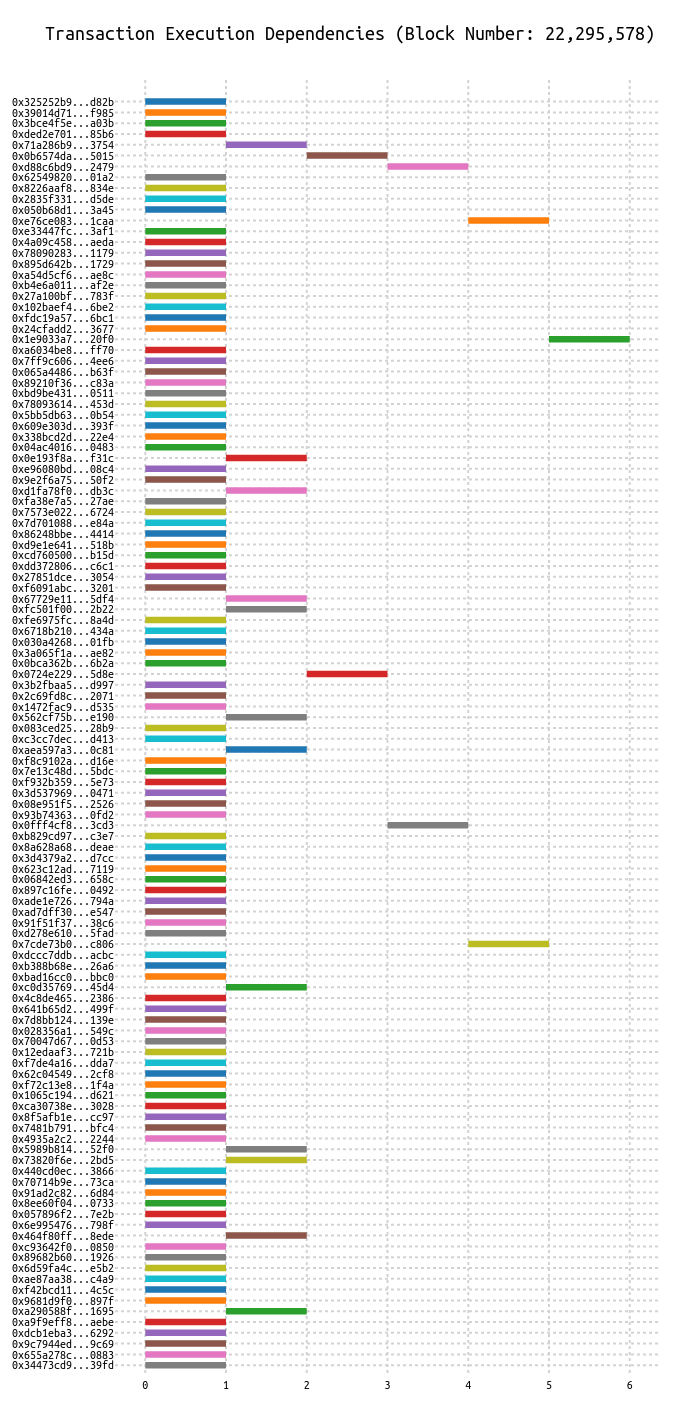 Transaction Execution Dependencies (Block Number: 22,295,578)
0x325252b9...d82b
0x39014d71...f985
0x3bce4f5e...a03b
0xded2e701...85b6
0x71a286b9...3754
0x0b6574da...5015
0xd88c6bd9...2479
0x62549820...01a2
0x8226aaf8...834e
0x2835f331...d5de
0x050b68d1...3a45
0xe76ce083...1caa
0xe33447fc...3af1
0x4a09c458...aeda
0x78090283...1179
0x895d642b...1729
0xa54d5cf6...ae8c
0xb4e6a011...af2e
0x27a100bf...783f
0x102baef4...6be2
0xfdc19a57...6bc1
0x24cfadd2...3677
0x1e9033a7...20f0
0xa6034be8...ff70
0x7ff9c606...4ee6
0x065a4486...b63f
0x89210f36...c83a
0xbd9be431...0511
0x78093614...453d
0x5bb5db63...0b54
0x609e303d...393f
0x338bcd2d...22e4
0x04ac4016...0483
0x0e193f8a...f31c
0xe96080bd...08c4
0x9e2f6a75...50f2
0xd1fa78f0...db3c
0xfa38e7a5...27ae
0x7573e022...6724
0x7d701088...e84a
0x86248bbe...4414
0xd9e1e641...518b
0xcd760500...b15d
0xdd372806...c6c1
0x27851dce...3054
0xf6091abc...3201
0x67729e11...5df4
0xfc501f00...2b22
0xfe6975fc...8a4d
0x6718b210...434a
0x030a4268...01fb
0x3a065f1a...ae82
0x0bca362b...6b2a
0x0724e229...5d8e
0x3b2fbaa5...d997
0x2c69fd8c...2071
0x1472fac9...d535
0x562cf75b...e190
0x083ced25...28b9
0xc3cc7dec...d413
0xaea597a3...0c81
0xf8c9102a...d16e
0x7e13c48d...5bdc
0xf932b359...5e73
0x3d537969...0471
0x08e951f5...2526
0x93b74363...0fd2
0x0fff4cf8...3cd3
0xb829cd97...c3e7
0x8a628a68...deae
0x3d4379a2...d7cc
0x623c12ad...7119
0x06842ed3...658c
0x897c16fe...0492
0xade1e726...794a
0xad7dff30...e547
0x91f51f37...38c6
0xd278e610...5fad
0x7cde73b0...c806
0xdccc7ddb...acbc
0xb388b68e...26a6
0xbad16cc0...bbc0
0xc0d35769...45d4
0x4c8de465...2386
0x641b65d2...499f
0x7d8bb124...139e
0x028356a1...549c
0x70047d67...0d53
0x12edaaf3...721b
0xf7de4a16...dda7
0x62c04549...2cf8
0xf72c13e8...1f4a
0x1065c194...d621
0xca30738e...3028
0x8f5afb1e...cc97
0x7481b791...bfc4
0x4935a2c2...2244
0x5989b814...52f0
0x73820f6e...2bd5
0x440cd0ec...3866
0x70714b9e...73ca
0x91ad2c82...6d84
0x8ee60f04...0733
0x057896f2...7e2b
0x6e995476...798f
0x464f80ff...8ede
0xc93642f0...0850
0x89682b60...1926
0x6d59fa4c...e5b2
0xae87aa38...c4a9
0xf42bcd11...4c5c
0x9681d9f0...897f
0xa290588f...1695
0xa9f9eff8...aebe
0xdcb1eba3...6292
0x9c7944ed...9c69
0x655a278c...0883
0x34473cd9...39fd
0 1 2 3 4 5 6